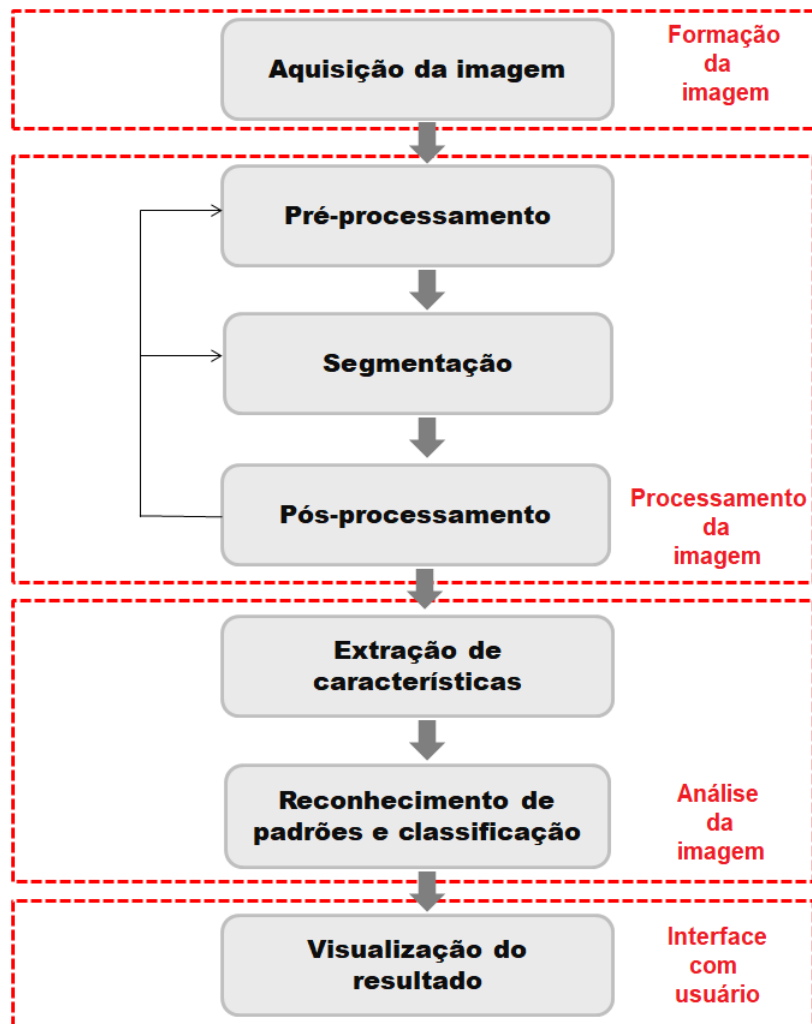 Aquisição da imagem
Formação
da
imagem
Pré-processamento
Segmentação
Pós-processamento
Processamento
da
imagem
Extração de
característificas
Reconhecimento de
padrões e classificação
Análise
da
imagem
Visualização do
resultado
Interface
com
usuário